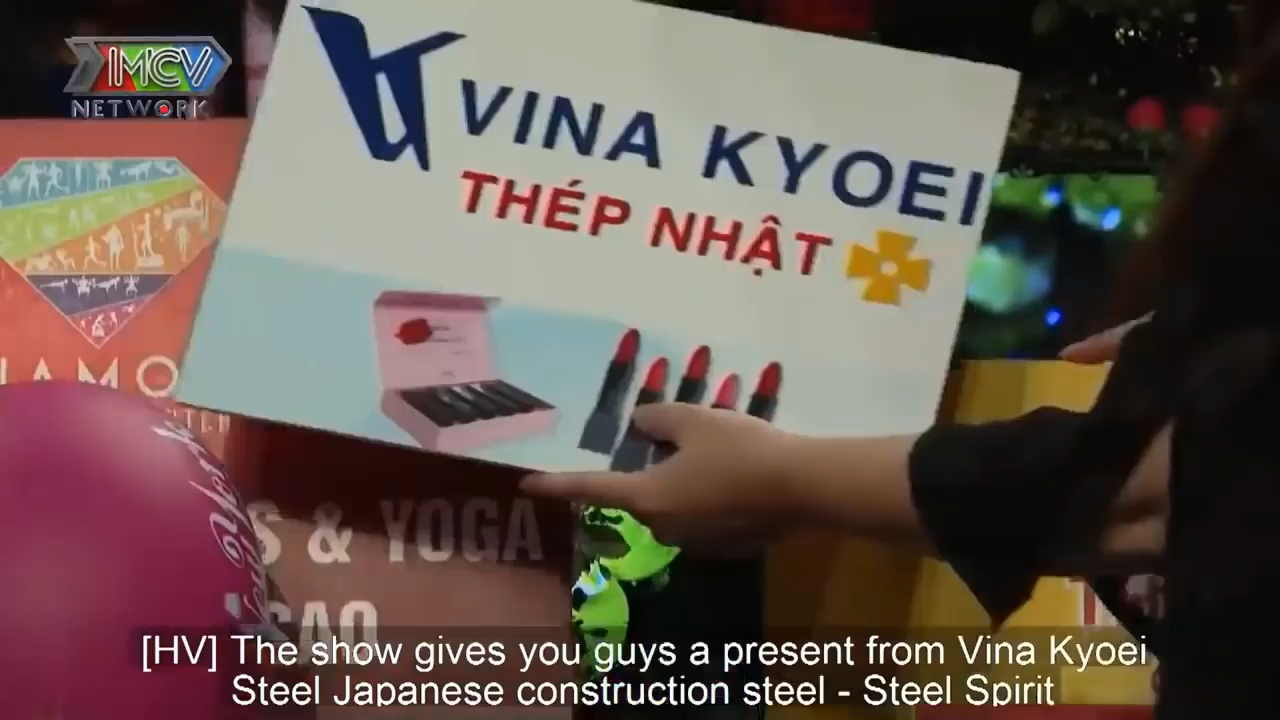 MCV
NETWORK
VINA KYOEI
THÉP NHẬT
& YOGA
[HV] The show gives you guys a present from Vina Kyoei
Steel Japanese construction steel - Steel Spirit